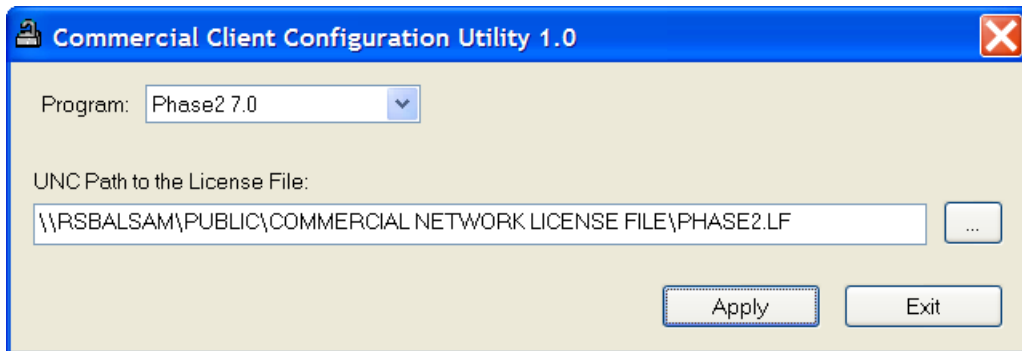 Commercial Client Configuration Utility 1.0
Program: Phase2 7.0
UNC Path to the License File:
\\RSBALSAM\PUBLIC\COMMERCIAL NETWORK LICENSE FILE\PHASE2.LF
...
Apply Exit